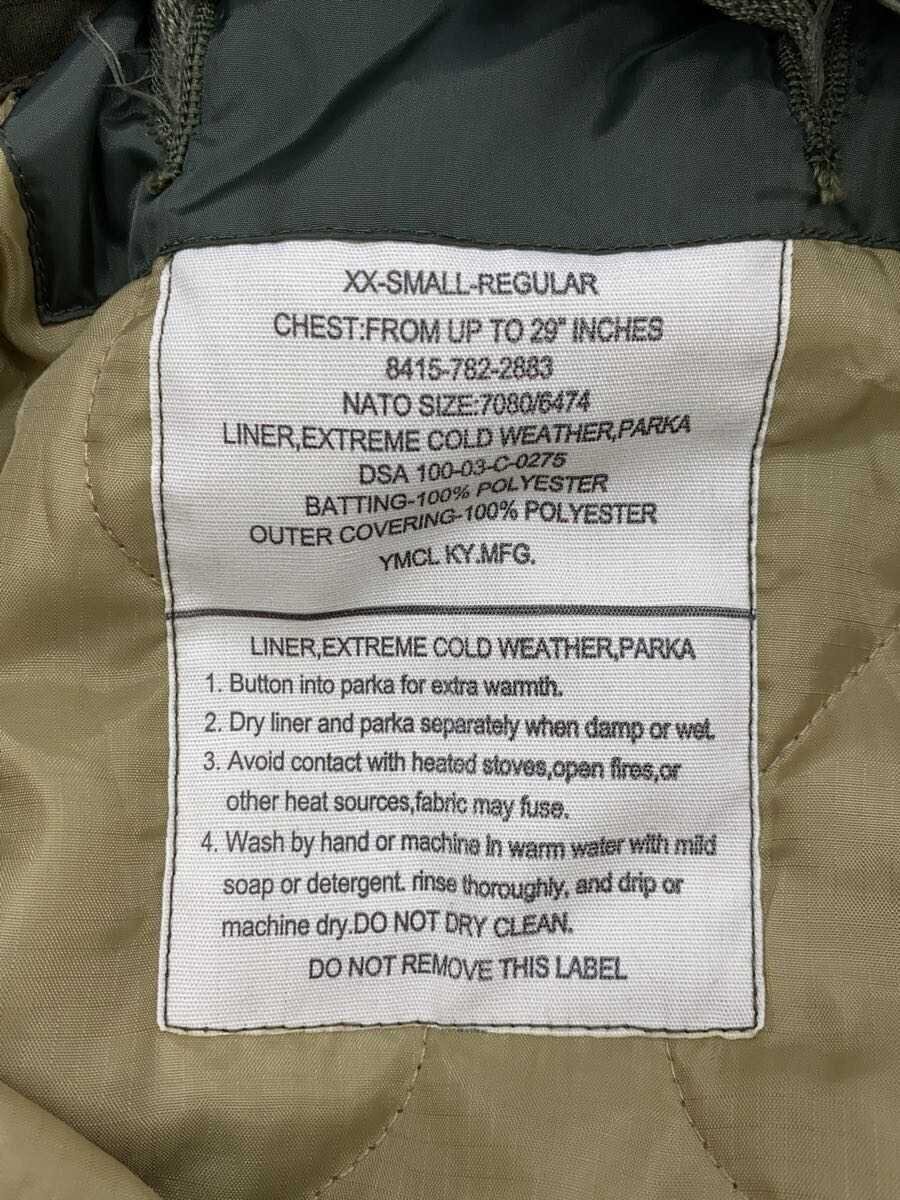 XX-SMALL-REGULAR
CHEST:FROM UP TO 29" INCHES
8415-782-2883
NATO SIZE:7080/6474
LINER,EXTREME COLD WEATHER,PARKA
DSA 100-03-C-0275
BATTING-100% POLYESTER
OUTER COVERING-100% POLYESTER
YMCL KY.MFG.
LINER,EXTREME COLD WEATHER,PARKA
1. Button into parka for extra warmth.
2. Dry liner and parka separately when damp or wet.
3. Avoid contact with heated stoves,open fires,or
other heat sources,fabric may fuse.
4. Wash by hand or machine in warm water with mild
soap or detergent. rinse thoroughly, and drip or
machine dry.DO NOT DRY CLEAN.
DO NOT REMOVE THIS LABEL